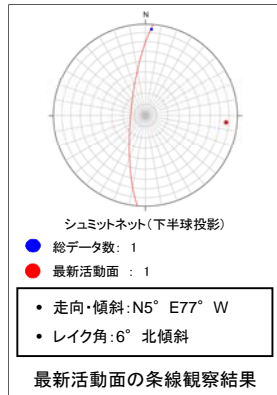 N
シュミットネット(下半球投影)
総データ数: 1
最新活動面 : 1
• 走向・傾斜:N5° E77° W
• レイク角:6° 北傾斜
最新活動面の条線観察結果